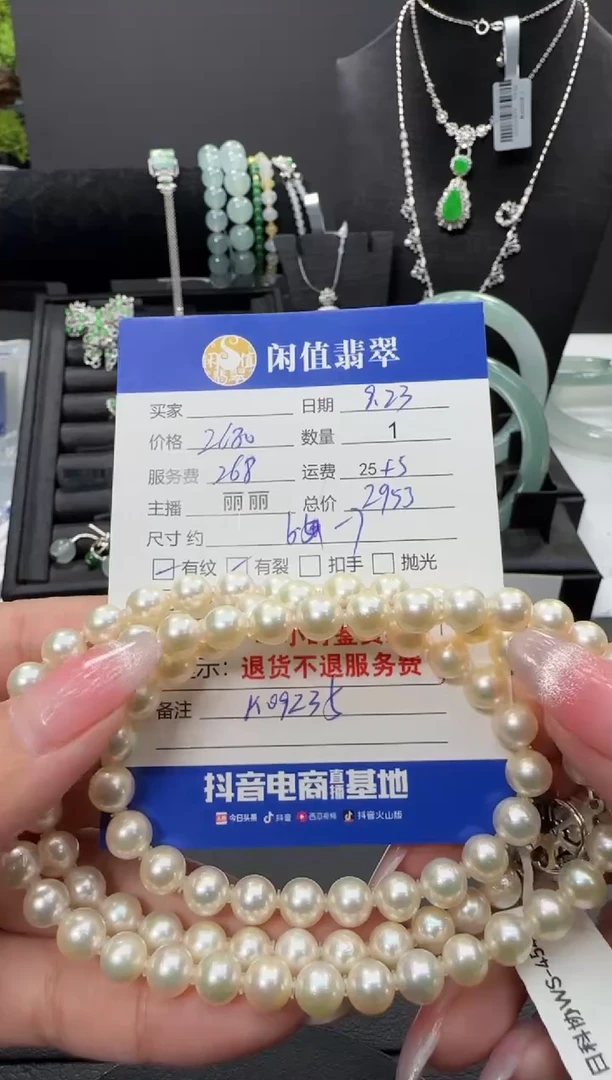 闲值翡翠
买家 日期 9.23
价格 2680 数量 1
服务费 268 运费 25+5
主播 丽丽 总价 2953
尺寸 约
有纹 有裂 扣手 抛光
示：退货不退服务费
备注 K09235
抖音电商直播基地
今日头条 抖音 西瓜视频 抖音火山版